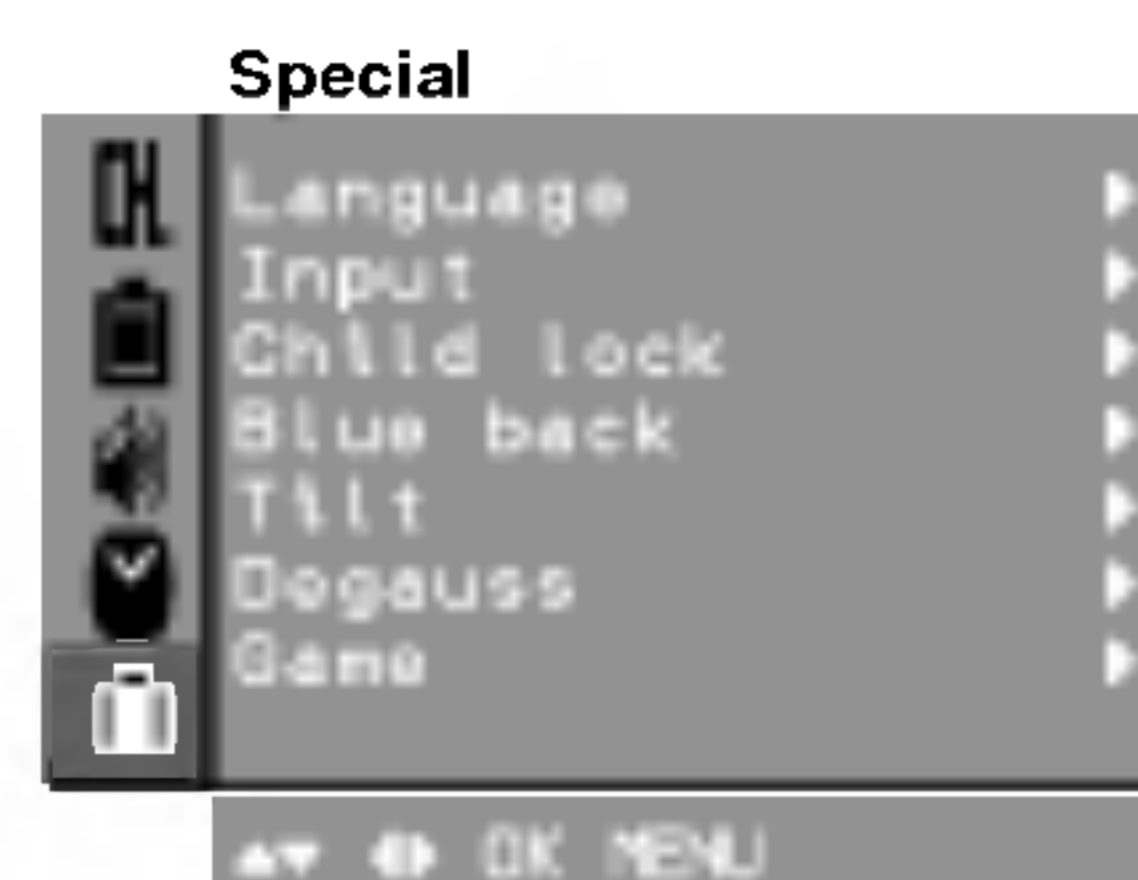 Special
CH
Language
Input
Child lock
Blue back
Tilt
Degauss
Game
▲▼ ◀▶ OK MENU